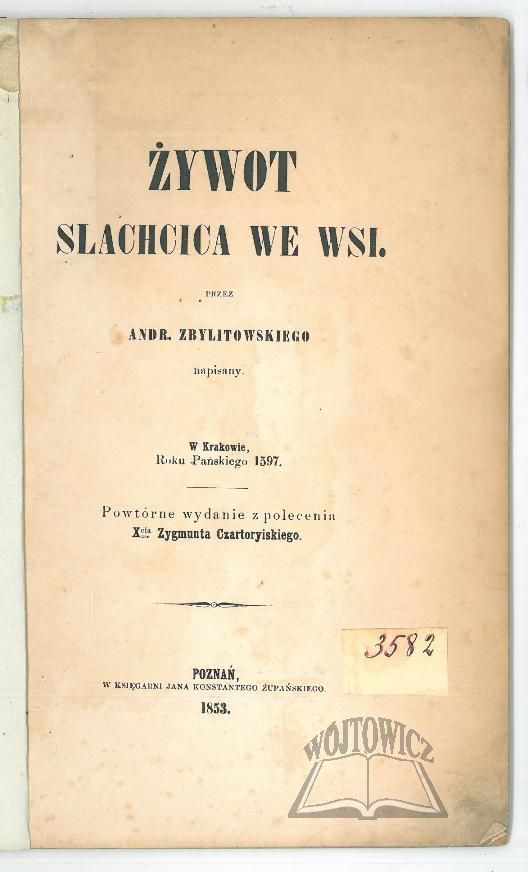 ŻYWOT
SLACHCICA WE WSI.
PRZEZ
ANDR. ZBYLITOWSKIEGO
napisany.
W Krakowie,
Roku Pańskiego 1597.
Powtórne wydanie z polecenia
Xcia Zygmunta Czartoryiskiego.
3582
POZNAŃ,
W KSIĘGARNI JANA KONSTANTEGO ŻUPAŃSKIEGO.
1853.
WÓJTOWICZ